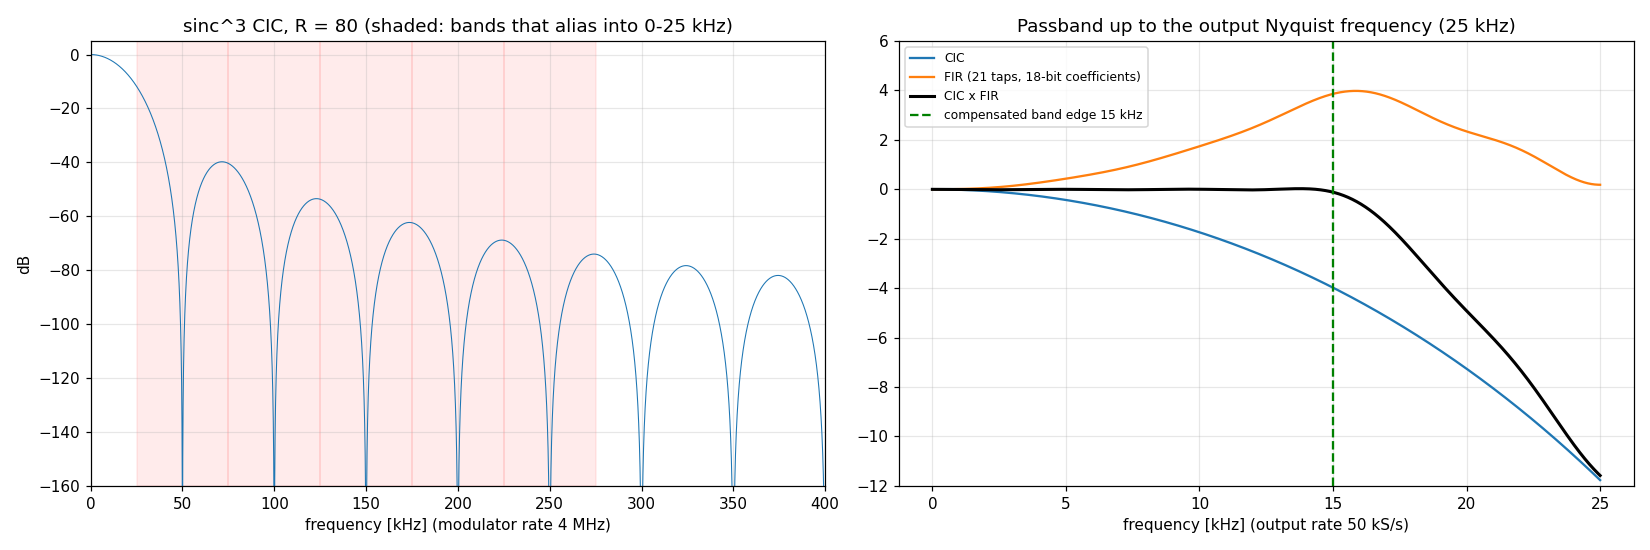 sinc^3 CIC, R = 80 (shaded: bands that alias into 0-25 kHz)
dB
0
−20
−40
−60
−80
−100
−120
−140
−160
0 50 100 150 200 250 300 350 400
frequency [kHz] (modulator rate 4 MHz)
Passband up to the output Nyquist frequency (25 kHz)
CIC
FIR (21 taps, 18-bit coefficients)
CIC x FIR
compensated band edge 15 kHz
6
4
2
0
−2
−4
−6
−8
−10
−12
0 5 10 15 20 25
frequency [kHz] (output rate 50 kS/s)